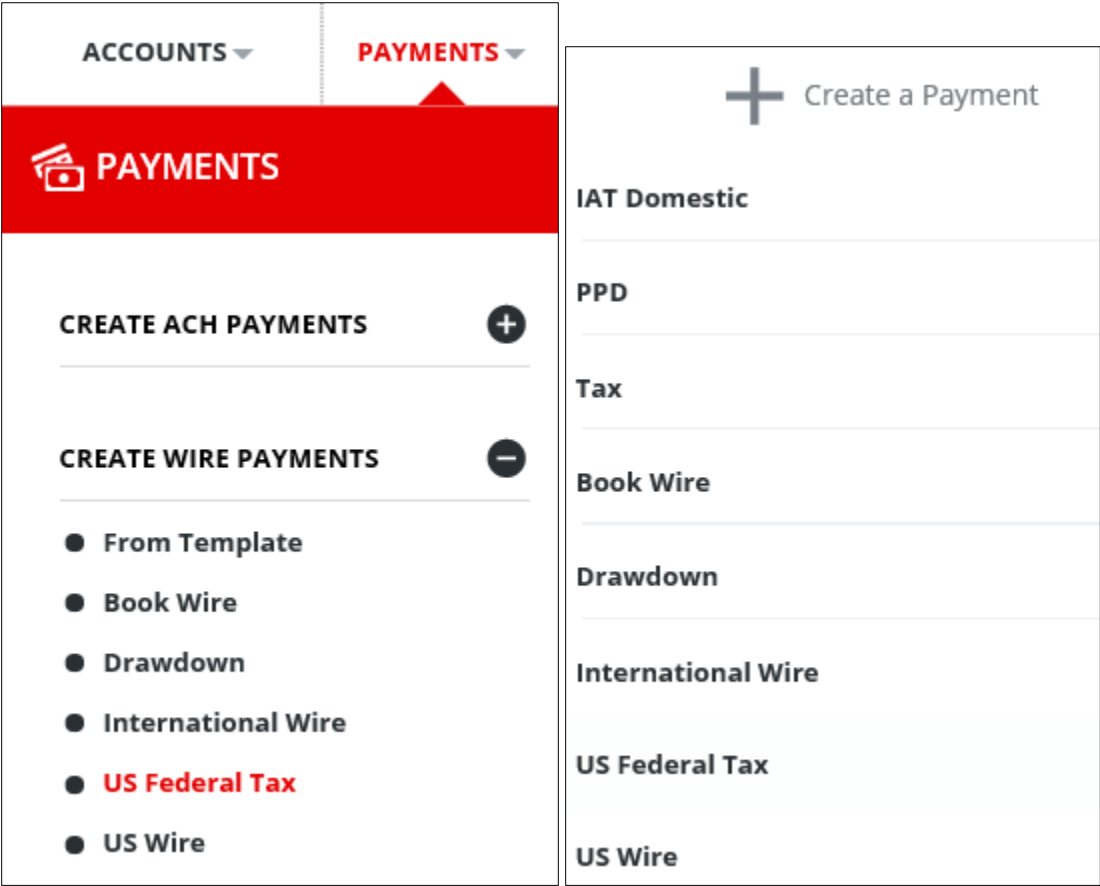 ACCOUNTS
PAYMENTS
PAYMENTS
CREATE ACH PAYMENTS
CREATE WIRE PAYMENTS
From Template
Book Wire
Drawdown
International Wire
US Federal Tax
US Wire
Create a Payment
IAT Domestic
PPD
Tax
Book Wire
Drawdown
International Wire
US Federal Tax
US Wire